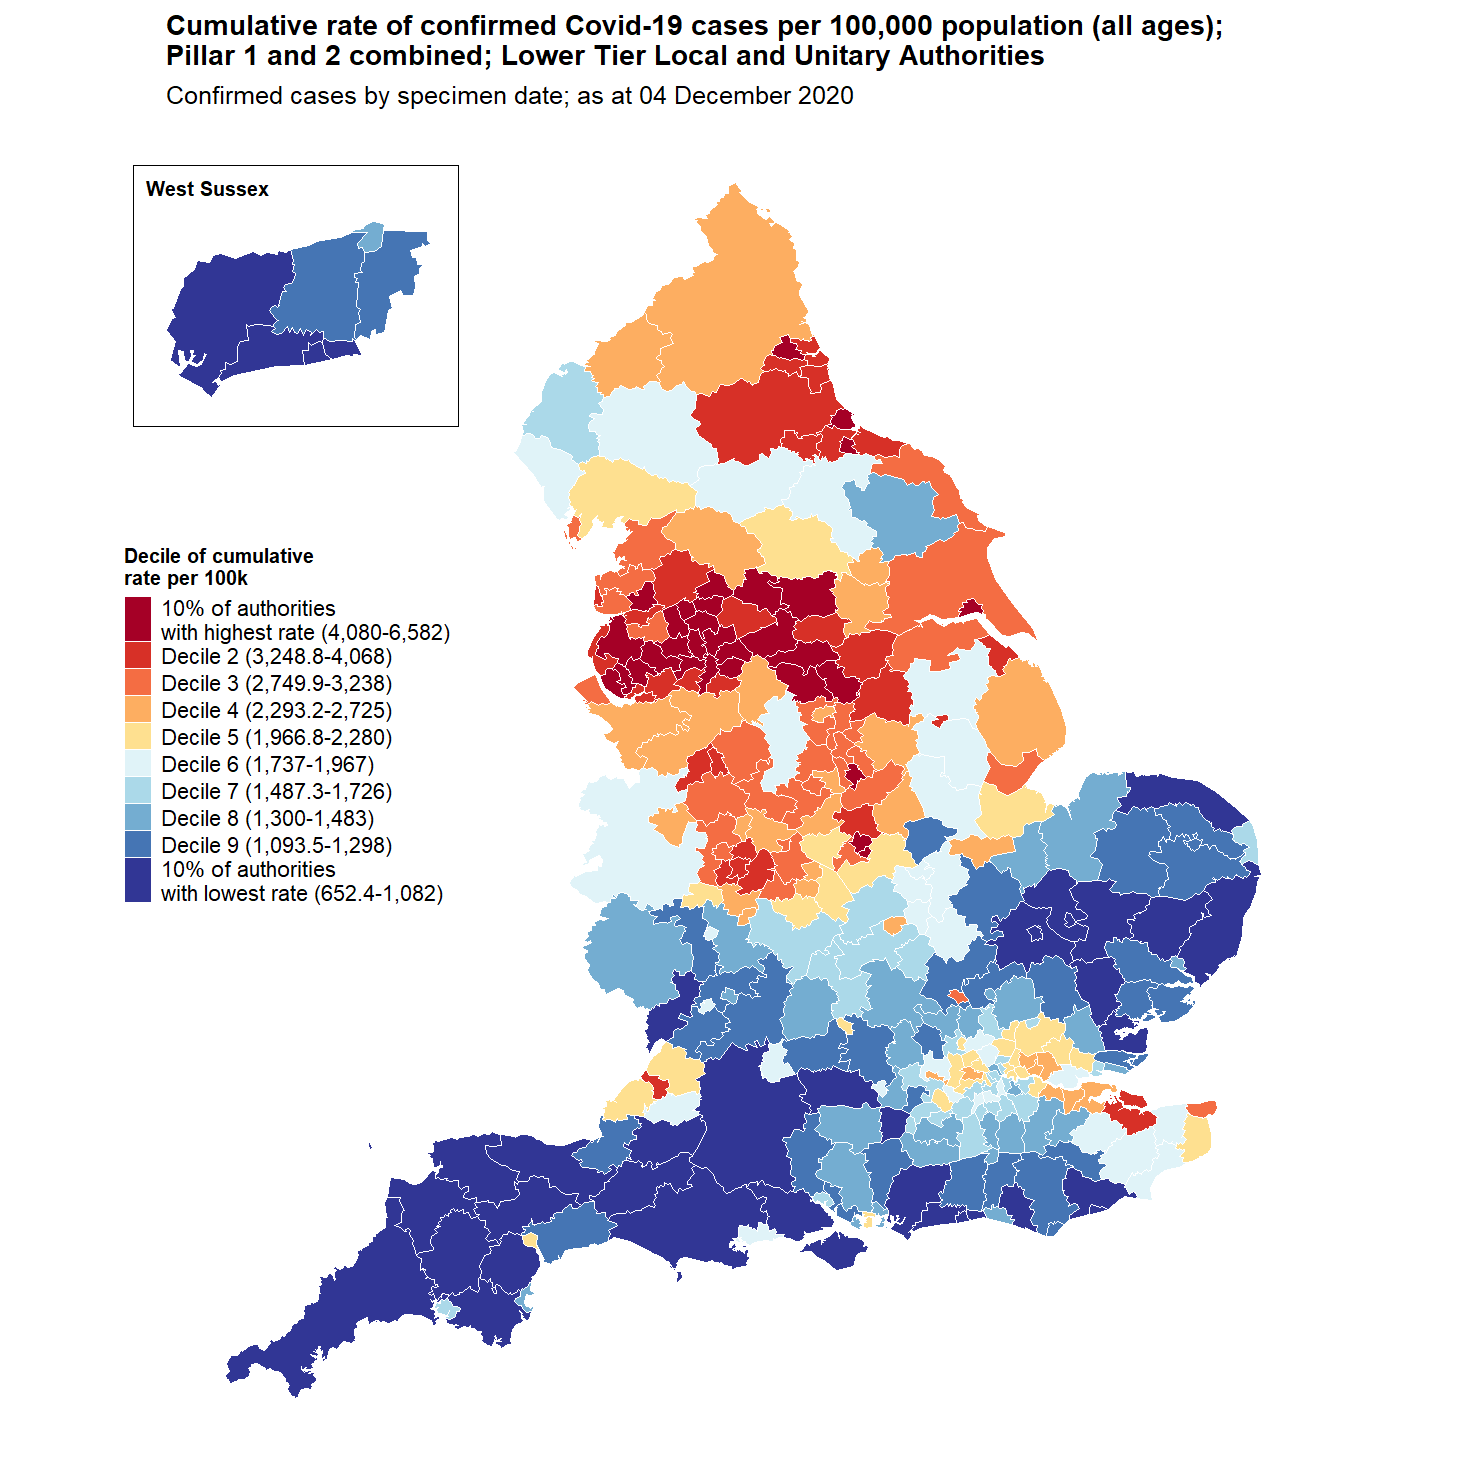 Cumulative rate of confirmed Covid-19 cases per 100,000 population (all ages);
Pillar 1 and 2 combined; Lower Tier Local and Unitary Authorities
Confirmed cases by specimen date; as at 04 December 2020
West Sussex
Decile of cumulative
rate per 100k
10% of authorities
with highest rate (4,080-6,582)
Decile 2 (3,248.8-4,068)
Decile 3 (2,749.9-3,238)
Decile 4 (2,293.2-2,725)
Decile 5 (1,966.8-2,280)
Decile 6 (1,737-1,967)
Decile 7 (1,487.3-1,726)
Decile 8 (1,300-1,483)
Decile 9 (1,093.5-1,298)
10% of authorities
with lowest rate (652.4-1,082)